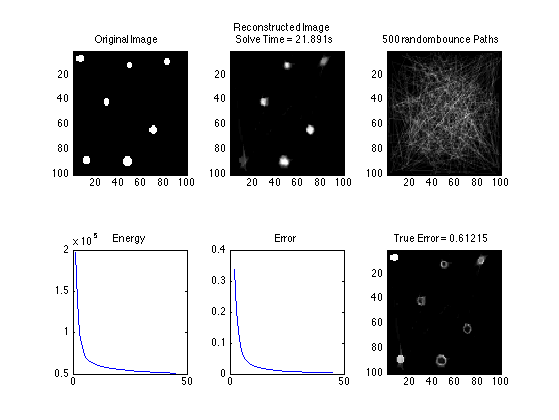 Original Image
Reconstructed Image
Solve Time = 21.891s
500 randombounce Paths
20
40
60
80
100
20 40 60 80 100
20
40
60
80
100
20 40 60 80 100
20
40
60
80
100
20 40 60 80 100
x 10^5
Energy
2
1.5
1
0.5
0 50
Error
0.4
0.3
0.2
0.1
0
0 50
True Error = 0.61215
20
40
60
80
100
20 40 60 80 100